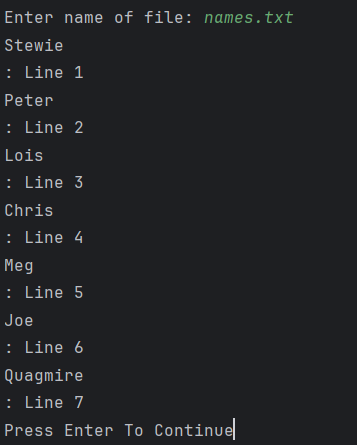 Enter name of file: names.txt
Stewie
: Line 1
Peter
: Line 2
Lois
: Line 3
Chris
: Line 4
Meg
: Line 5
Joe
: Line 6
Quagmire
: Line 7
Press Enter To Continue